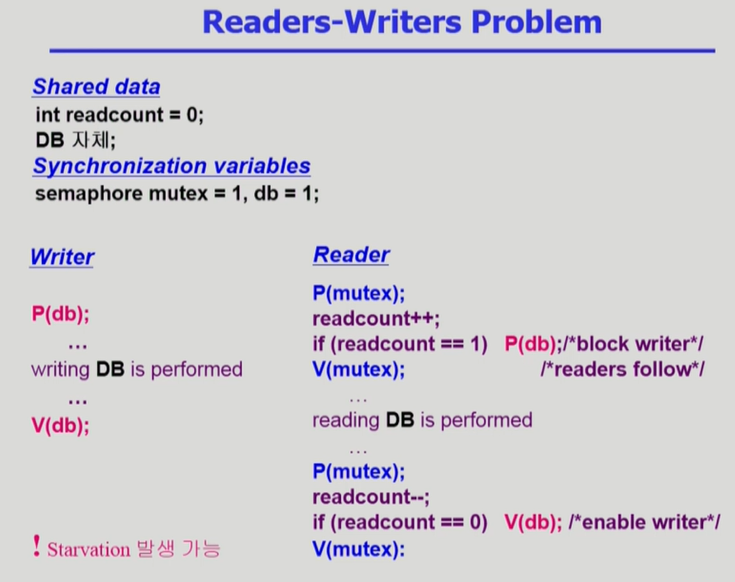 Readers-Writers Problem
Shared data
int readcount = 0;
DB 자체;
Synchronization variables
semaphore mutex = 1, db = 1;
Writer
P(db);
...
writing DB is performed
...
V(db);
! Starvation 발생 가능
Reader
P(mutex);
readcount++;
if (readcount == 1) P(db);/*block writer*/
V(mutex); /*readers follow*/
...
reading DB is performed
...
P(mutex);
readcount--;
if (readcount == 0) V(db); /*enable writer*/
V(mutex):